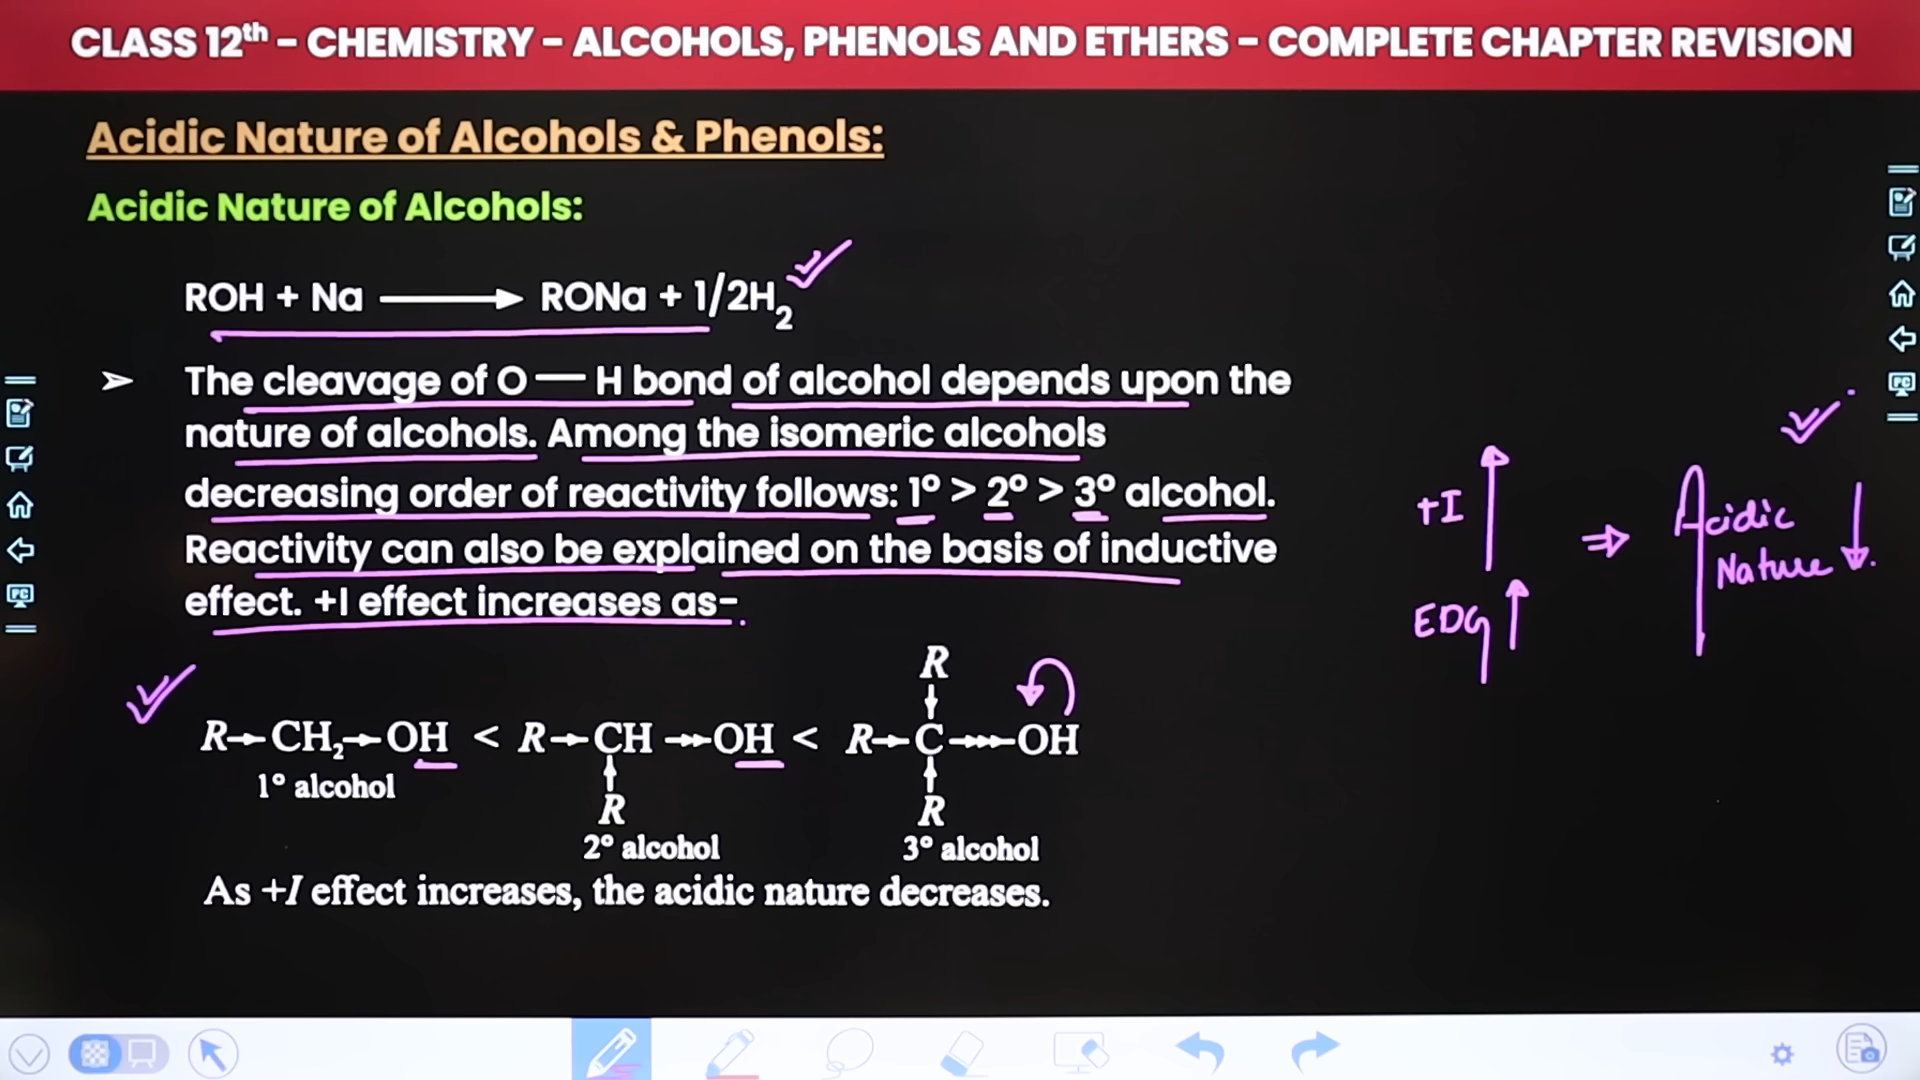 CLASS 12th – CHEMISTRY – ALCOHOLS, PHENOLS AND ETHERS – COMPLETE CHAPTER REVISION
Acidic Nature of Alcohols & Phenols:
Acidic Nature of Alcohols:
ROH + Na ⟶ RONa + 1/2H₂
➢ The cleavage of O — H bond of alcohol depends upon the
nature of alcohols. Among the isomeric alcohols
decreasing order of reactivity follows: 1° > 2° > 3° alcohol.
Reactivity can also be explained on the basis of inductive
effect. +I effect increases as-
+I ↑ ⇒ Acidic
Nature ↓
EDG ↑
R
R→CH₂→OH < R→CH→→OH < R→C→→→OH
1° alcohol
R
R
2° alcohol
3° alcohol
As +I effect increases, the acidic nature decreases.
PC
PC